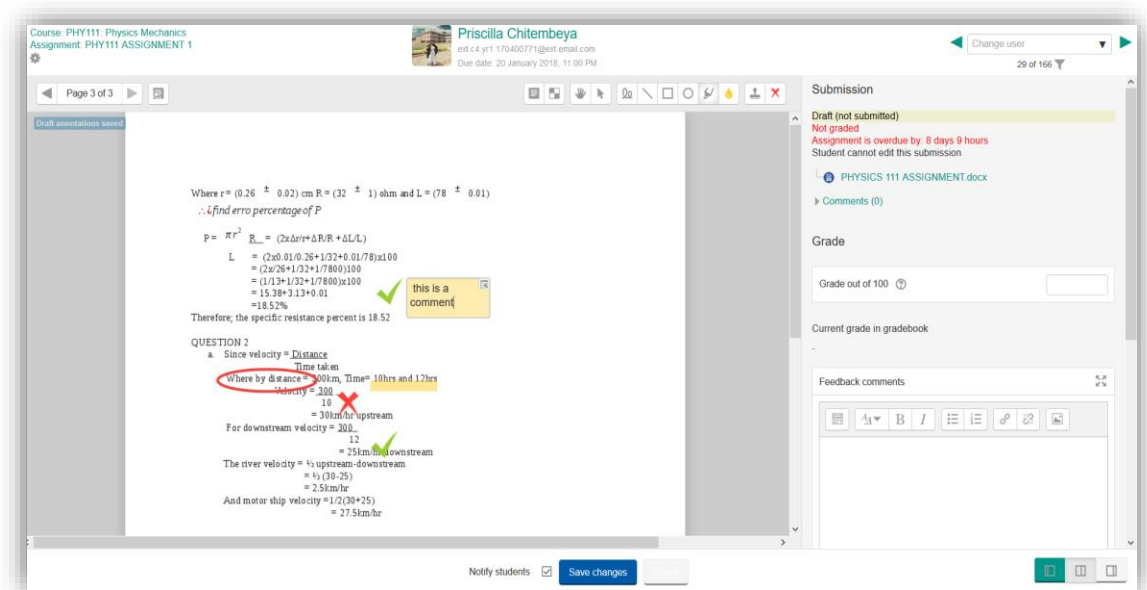 Course: PHY111: Physics Mechanics
Assignment: PHY111 ASSIGNMENT 1
Priscilla Chitembeya
ext.c4.yr1.170400771@ext.email.com
Due date: 20 January 2018, 11:00 PM
Change user
29 of 166
Page 3 of 3
Draft annotations saved
Where r = (0.26 ± 0.02) cm R = (32 ± 1) ohm and L = (78 ± 0.01)
∴¿find erro percentage of P
P = πr² R = (2xΔr/r+ΔR/R +ΔL/L)
L = (2x0.01/0.26+1/32+0.01/78)x100
= (2x/26+1/32+1/7800)100
= (1/13+1/32+1/7800)x100
= 15.38+3.13+0.01
=18.52%
Therefore; the specific resistance percent is 18.52
this is a
comment
QUESTION 2
a. Since velocity = Distance
Time taken
Where by distance = 300km, Time= 10hrs and 12hrs
Velocity = 300
10
= 30km/hr upstream
For downstream velocity = 300
12
= 25km/hr downstream
The river velocity = ½ upstream-downstream
= ½ (30-25)
= 2.5km/hr
And motor ship velocity =1/2(30+25)
= 27.5km/hr
Submission
Draft (not submitted)
Not graded
Assignment is overdue by: 8 days 9 hours
Student cannot edit this submission
PHYSICS 111 ASSIGNMENT.docx
Comments (0)
Grade
Grade out of 100
Current grade in gradebook
-
Feedback comments
Notify students
Save changes